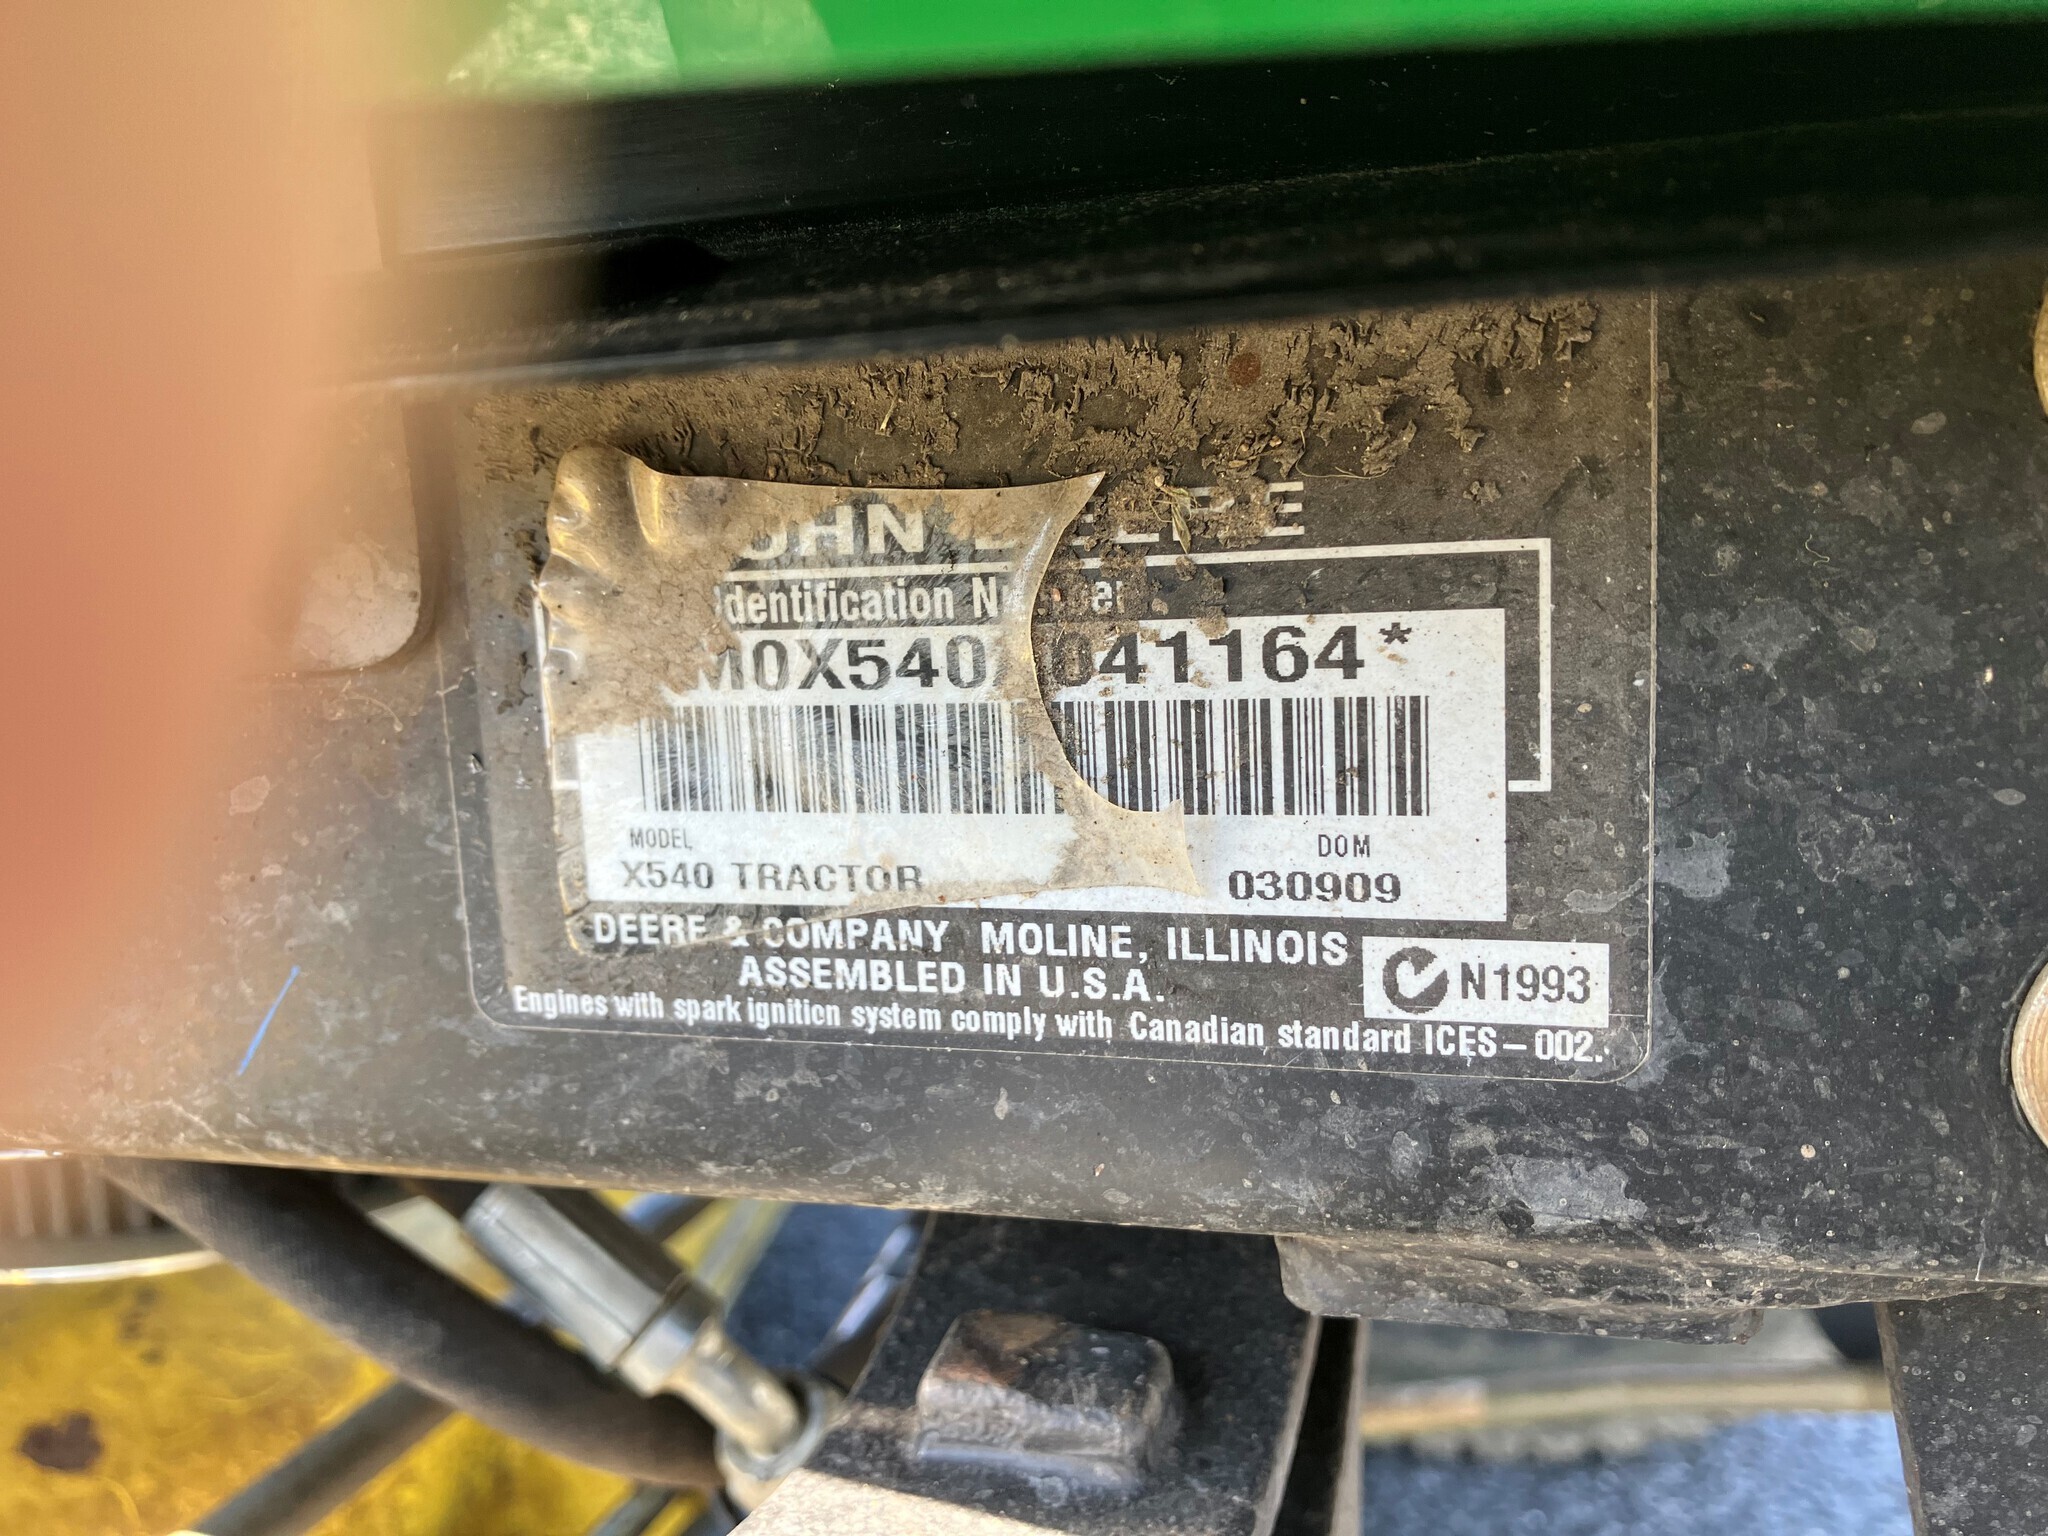 Identification
M0X540 041164*
MODEL DOM
X540 TRACTOR 030909
DEERE & COMPANY MOLINE, ILLINOIS
ASSEMBLED IN U.S.A.
N1993
Engines with spark ignition system comply with Canadian standard ICES-002.